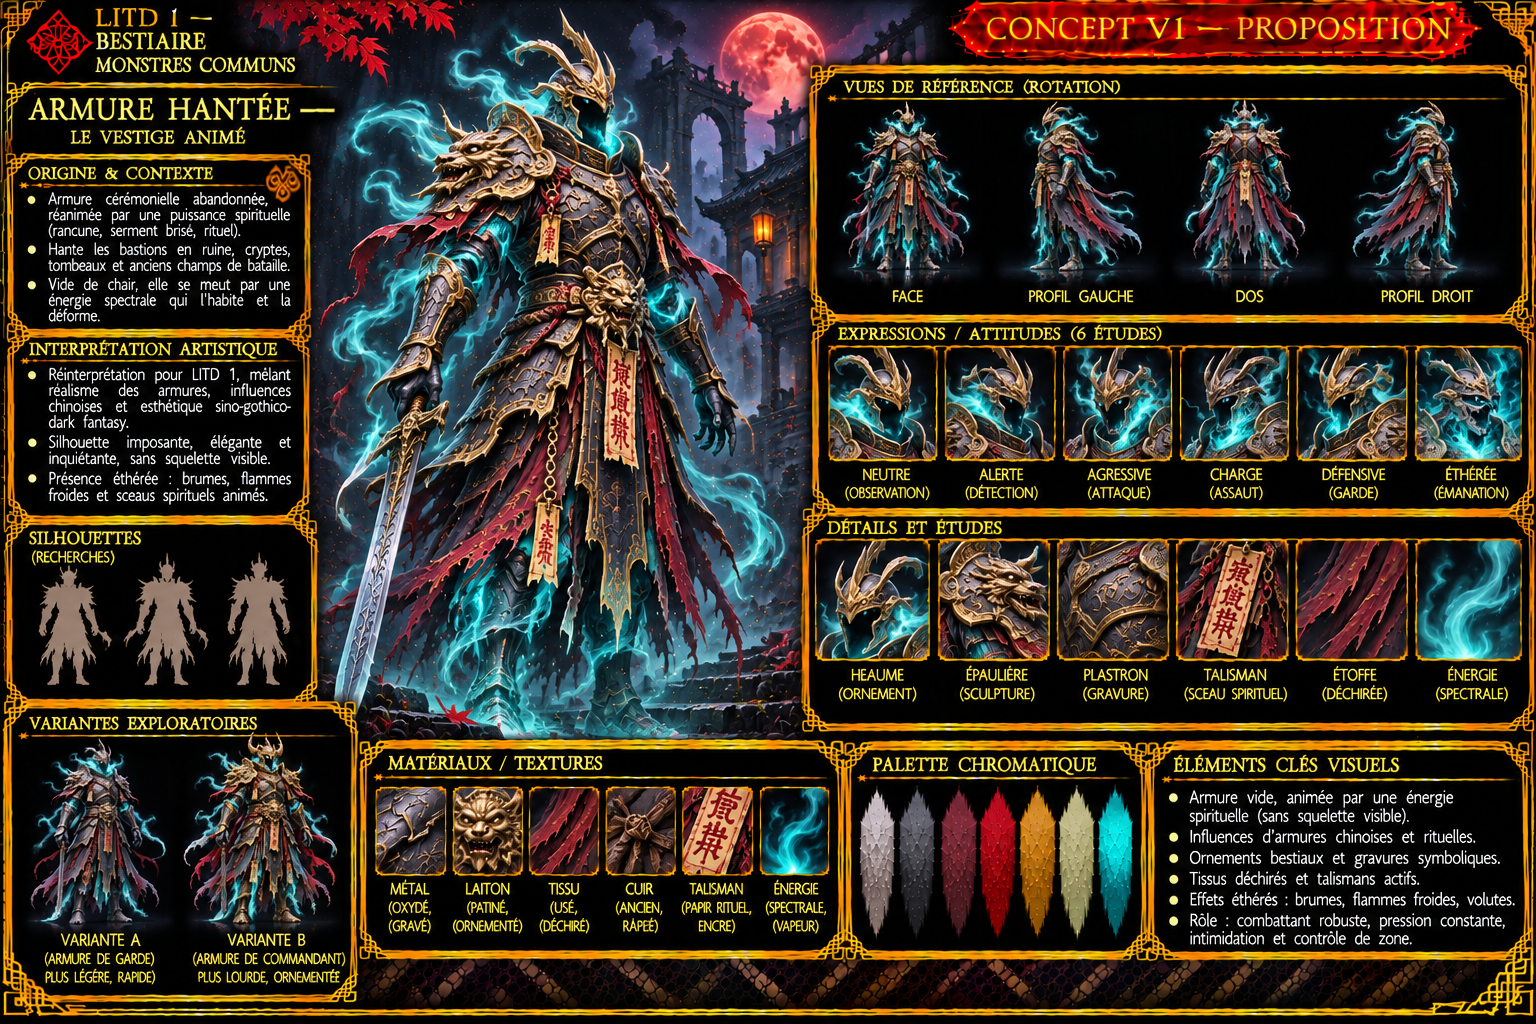 LITD 1 —
BESTIAIRE
MONSTRES COMMUNS
ARMURE HANTÉE —
LE VESTIGE ANIMÉ
ORIGINE & CONTEXTE
Armure cérémonielle abandonnée,
réanimée par une puissance spirituelle
(rancune, serment brisé, rituel).
Hante les bastions en ruine, cryptes,
tombeaux et anciens champs de bataille.
Vide de chair, elle se meut par une
énergie spectrale qui l'habite et la
déforme.
INTERPRÉTATION ARTISTIQUE
Réinterprétation pour LITD 1, mêlant
réalisme des armures, influences
chinoises et esthétique sino-gothico-
dark fantasy.
Silhouette imposante, élégante et
inquiétante, sans squelette visible.
Présence éthérée : brumes, flammes
froides et sceaus spirituels animés.
SILHOUETTES
(RECHERCHES)
VARIANTES EXPLORATOIRES
VARIANTE A
(ARMURE DE GARDE)
PLUS LÉGÉRE, RAPIDE)
VARIANTE B
(ARMURE DE COMMANDANT)
PLUS LOURDE, ORNEMENTÉE
CONCEPT V1 — PROPOSITION
VUES DE RÉFÉRENCE (ROTATION)
FACE
PROFIL GAUCHE
DOS
PROFIL DROIT
EXPRESSIONS / ATTITUDES (6 ÉTUDES)
NEUTRE
(OBSERVATION)
ALERTE
(DÉTECTION)
AGRESSIVE
(ATTAQUE)
CHARGE
(ASSAUT)
DÉFENSIVE
(GARDE)
ÉTHÉRÉE
(ÉMANATION)
DÉTAILS ET ÉTUDES
HEAUME
(ORNEMENT)
ÉPAULIÈRE
(SCULPTURE)
PLASTRON
(GRAVURE)
TALISMAN
(SCEAU SPIRITUEL)
ÉTOFFE
(DÉCHIRÉE)
ÉNERGIE
(SPECTRALE)
MATÉRIAUX / TEXTURES
MÉTAL
(OXYDÉ,
(GRAVÉ)
LAITON
(PATINÉ,
(ORNEMENTÉ)
TISSU
(USÉ,
(DÉCHIRÉ)
CUIR
(ANCIEN,
RÂPÉÉ)
TALISMAN
(PAPIR RITUEL,
ENCRE)
ÉNERGIE
(SPECTRALE,
(VAPEUR)
PALETTE CHROMATIQUE
ÉLÉMENTS CLÉS VISUELS
Armure vide, animée par une énergie
spirituelle (sans squelette visible).
Influences d'armures chinoises et rituelles.
Ornements bestiaux et gravures symboliques.
Tissus déchirés et talismans actifs.
Effets éthérés : brumes, flammes froides, volutes.
Rôle : combattant robuste, pression constante,
intimidation et contrôle de zone.